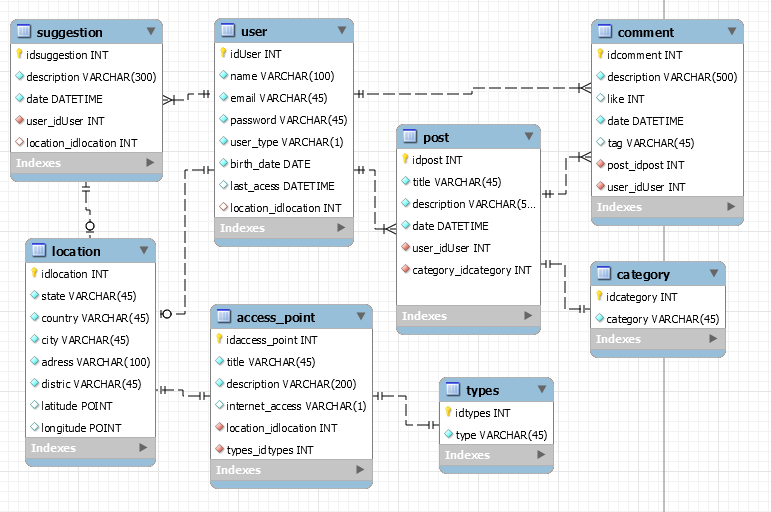 suggestion
idsuggestion INT
description VARCHAR(300)
date DATETIME
user_idUser INT
location_idlocation INT
Indexes
user
idUser INT
name VARCHAR(100)
email VARCHAR(45)
password VARCHAR(45)
user_type VARCHAR(1)
birth_date DATE
last_acess DATETIME
location_idlocation INT
Indexes
comment
idcomment INT
description VARCHAR(500)
like INT
date DATETIME
tag VARCHAR(45)
post_idpost INT
user_idUser INT
Indexes
post
idpost INT
title VARCHAR(45)
description VARCHAR(5...
date DATETIME
user_idUser INT
category_idcategory INT
Indexes
location
idlocation INT
state VARCHAR(45)
country VARCHAR(45)
city VARCHAR(45)
adress VARCHAR(100)
distric VARCHAR(45)
latitude POINT
longitude POINT
Indexes
access_point
idaccess_point INT
title VARCHAR(45)
description VARCHAR(200)
internet_access VARCHAR(1)
location_idlocation INT
types_idtypes INT
Indexes
category
idcategory INT
category VARCHAR(45)
Indexes
types
idtypes INT
type VARCHAR(45)
Indexes